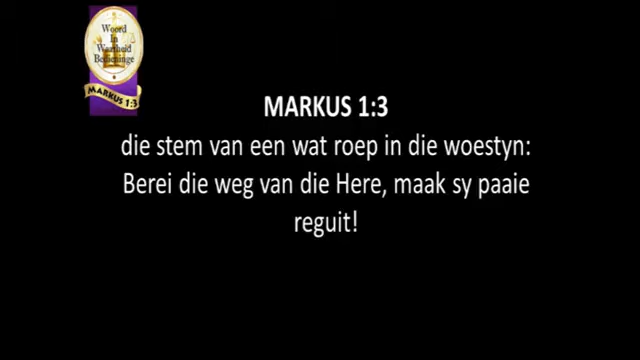 Woord
In
Waarheid
Bedieninge
MARKUS 1:3
MARKUS 1:3
die stem van een wat roep in die woestyn:
Berei die weg van die Here, maak sy paaie
reguit!